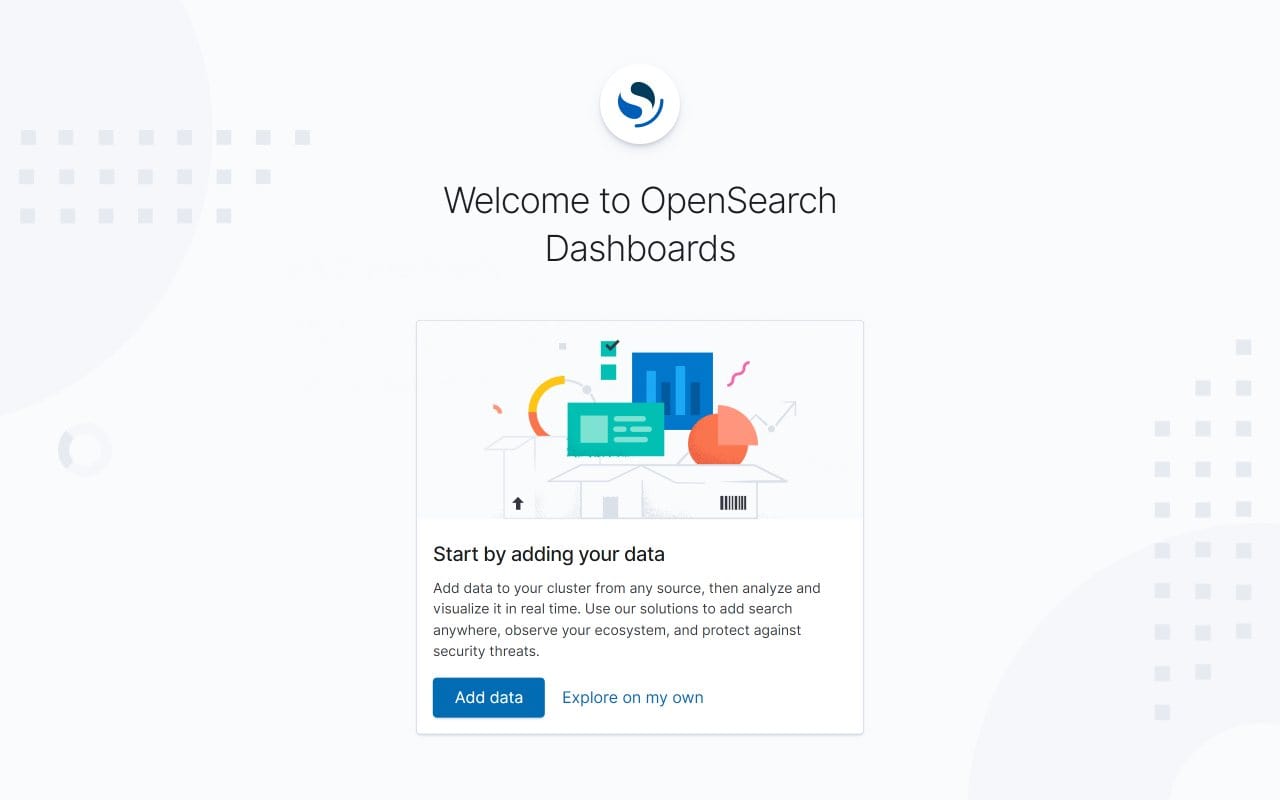 Welcome to OpenSearch
Dashboards
Start by adding your data
Add data to your cluster from any source, then analyze and
visualize it in real time. Use our solutions to add search
anywhere, observe your ecosystem, and protect against
security threats.
Add data
Explore on my own